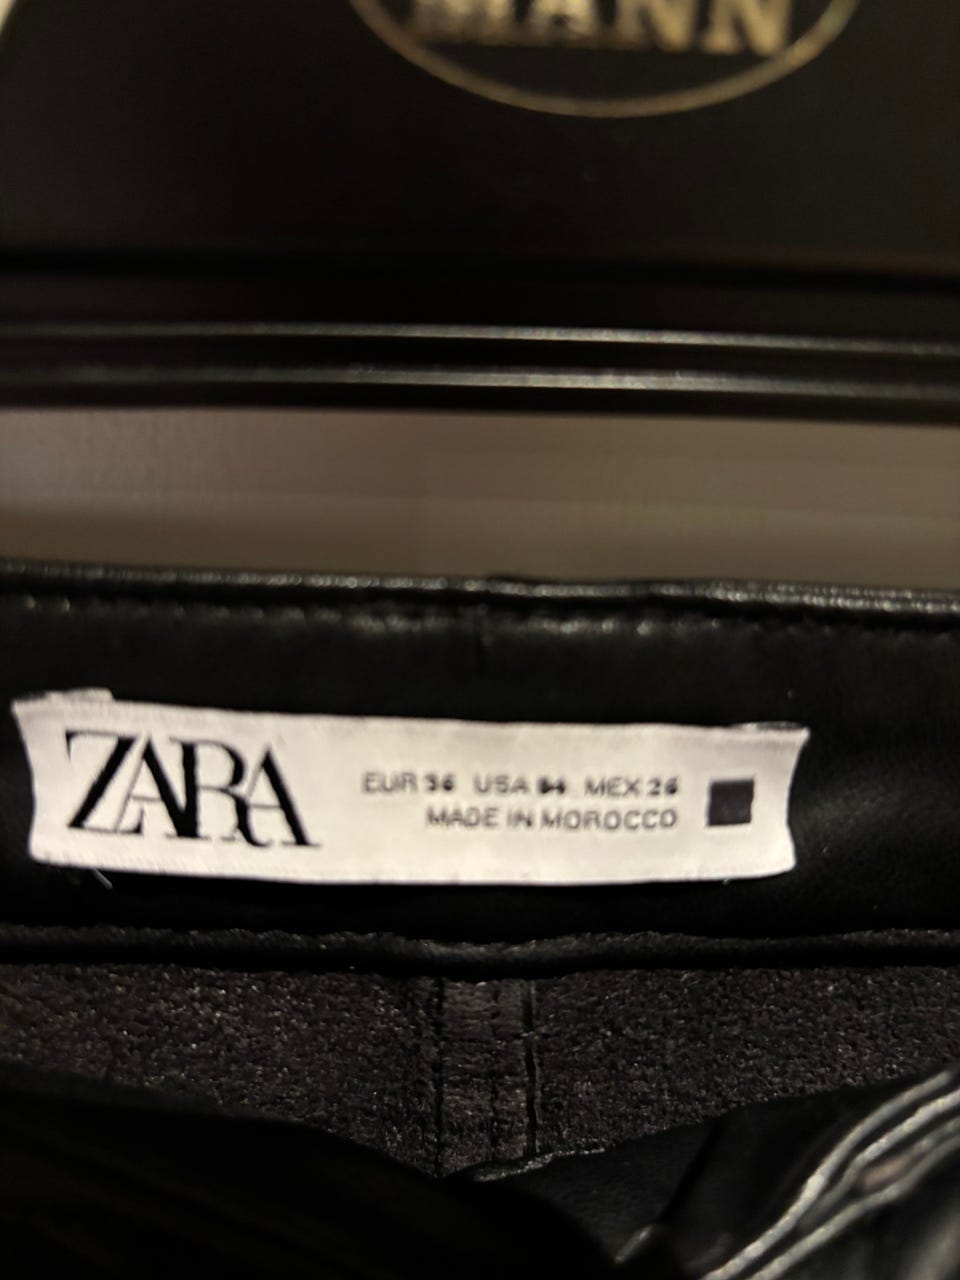 MANN
ZARA
EUR 36 USA 04 MEX 26
MADE IN MOROCCO